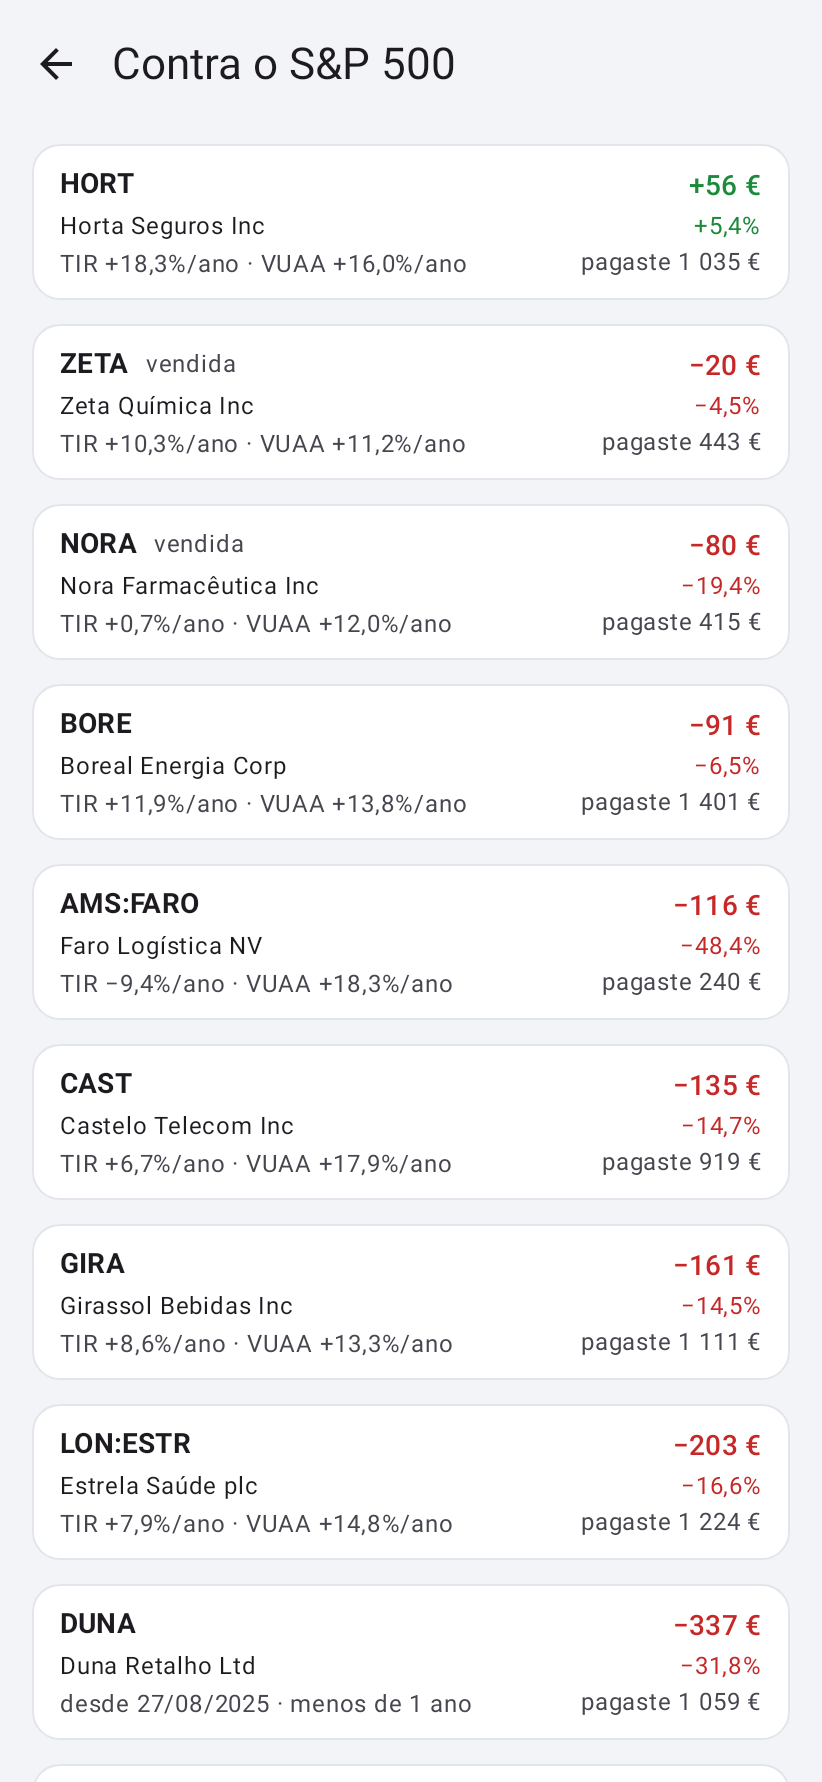 Contra o S&P 500
HORT
+56 €
Horta Seguros Inc
+5,4%
TIR +18,3%/ano · VUAA +16,0%/ano
pagaste 1 035 €
ZETA vendida
−20 €
Zeta Química Inc
−4,5%
TIR +10,3%/ano · VUAA +11,2%/ano
pagaste 443 €
NORA vendida
−80 €
Nora Farmacêutica Inc
−19,4%
TIR +0,7%/ano · VUAA +12,0%/ano
pagaste 415 €
BORE
−91 €
Boreal Energia Corp
−6,5%
TIR +11,9%/ano · VUAA +13,8%/ano
pagaste 1 401 €
AMS:FARO
−116 €
Faro Logística NV
−48,4%
TIR −9,4%/ano · VUAA +18,3%/ano
pagaste 240 €
CAST
−135 €
Castelo Telecom Inc
−14,7%
TIR +6,7%/ano · VUAA +17,9%/ano
pagaste 919 €
GIRA
−161 €
Girassol Bebidas Inc
−14,5%
TIR +8,6%/ano · VUAA +13,3%/ano
pagaste 1 111 €
LON:ESTR
−203 €
Estrela Saúde plc
−16,6%
TIR +7,9%/ano · VUAA +14,8%/ano
pagaste 1 224 €
DUNA
−337 €
Duna Retalho Ltd
−31,8%
desde 27/08/2025 · menos de 1 ano
pagaste 1 059 €